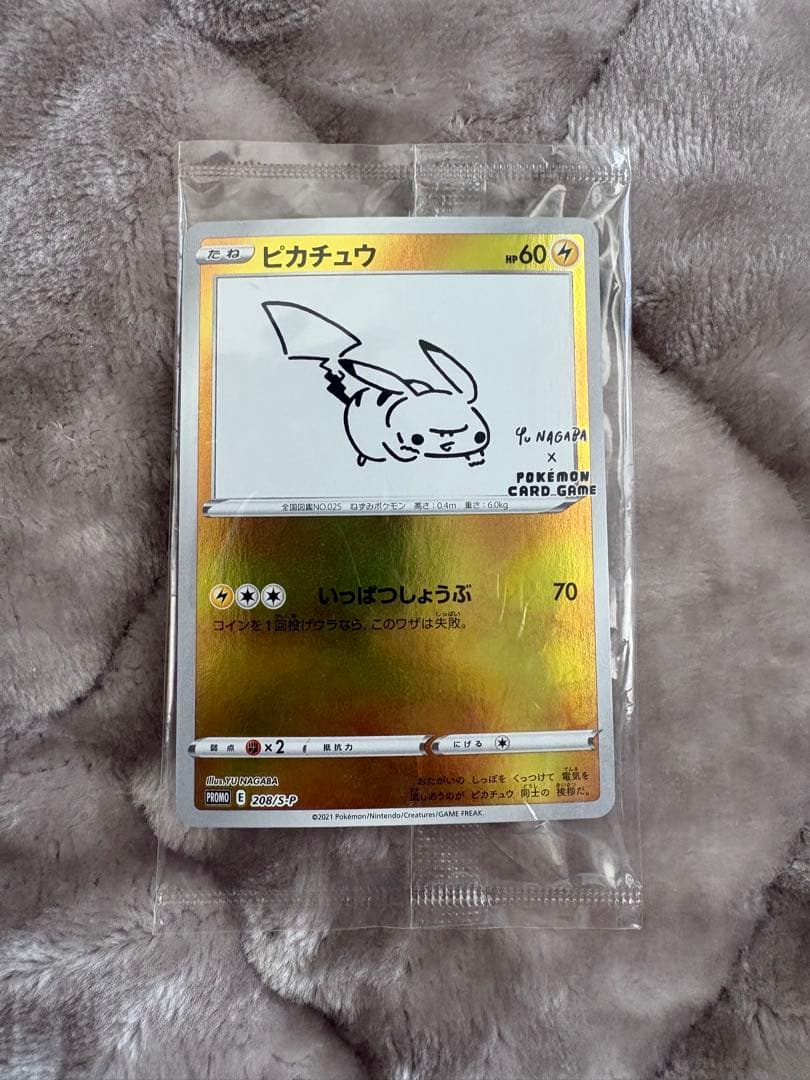 たね ピカチュウ HP60
YU NAGABA
×
POKÉMON
CARD GAME
全国図鑑NO.025 ねずみポケモン 高さ:0.4m 重さ:6.0kg
いっぱつしょうぶ 70
コインを1回投げウラなら、このワザは失敗。
弱点 ×2 抵抗力 にげる
Illus. YU NAGABA
おたがいの しっぽを くっつけて 電気を
流しあうのが ピカチュウ 同士の 挨拶だ。
PROMO E 208/S-P
©2021 Pokémon/Nintendo/Creatures/GAME FREAK.